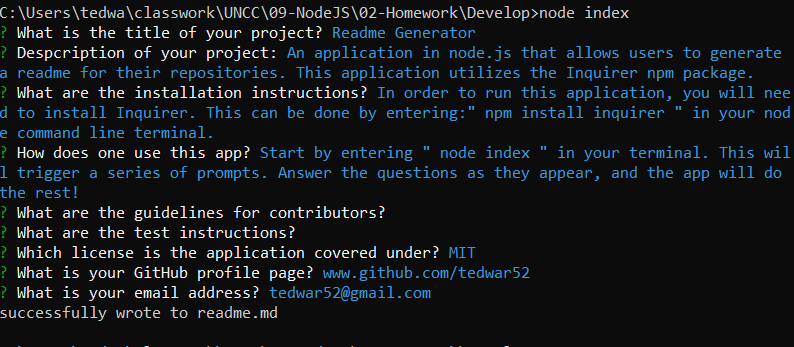 C:\Users\tedwa\classwork\UNCC\09-NodeJS\02-Homework\Develop>node index
? What is the title of your project? Readme Generator
? Despcription of your project: An application in node.js that allows users to generate
a readme for their repositories. This application utilizes the Inquirer npm package.
? What are the installation instructions? In order to run this application, you will nee
d to install Inquirer. This can be done by entering:" npm install inquirer " in your nod
e command line terminal.
? How does one use this app? Start by entering " node index " in your terminal. This wil
l trigger a series of prompts. Answer the questions as they appear, and the app will do
the rest!
? What are the guidelines for contributors?
? What are the test instructions?
? Which license is the application covered under? MIT
? What is your GitHub profile page? www.github.com/tedwar52
? What is your email address? tedwar52@gmail.com
successfully wrote to readme.md